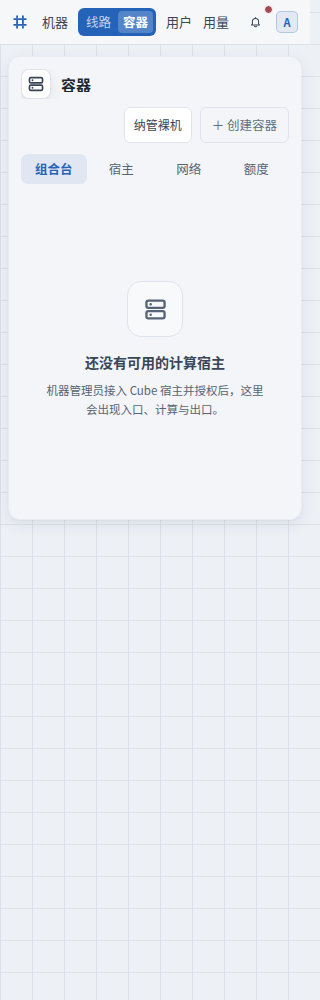 机器 线路 容器 用户 用量 A
容器
纳管裸机 + 创建容器
组合台 宿主 网络 额度
还没有可用的计算宿主
机器管理员接入 Cube 宿主并授权后，这里
会出现入口、计算与出口。